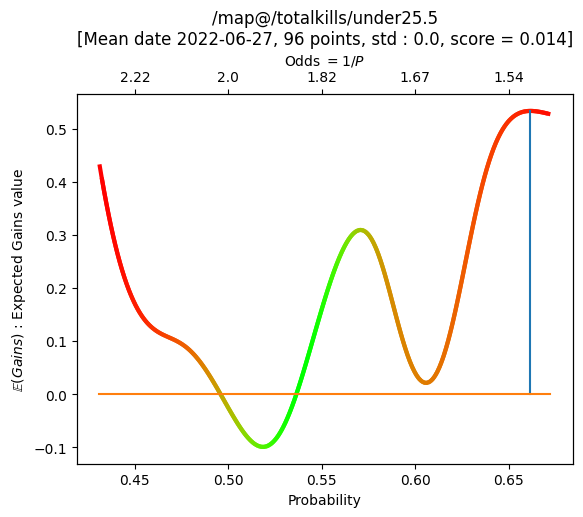 /map@/totalkills/under25.5
[Mean date 2022-06-27, 96 points, std : 0.0, score = 0.014]
Odds = 1/P
2.22 2.0 1.82 1.67 1.54
𝔼(Gains) : Expected Gains value
0.5
0.4
0.3
0.2
0.1
0.0
−0.1
0.45 0.50 0.55 0.60 0.65
Probability